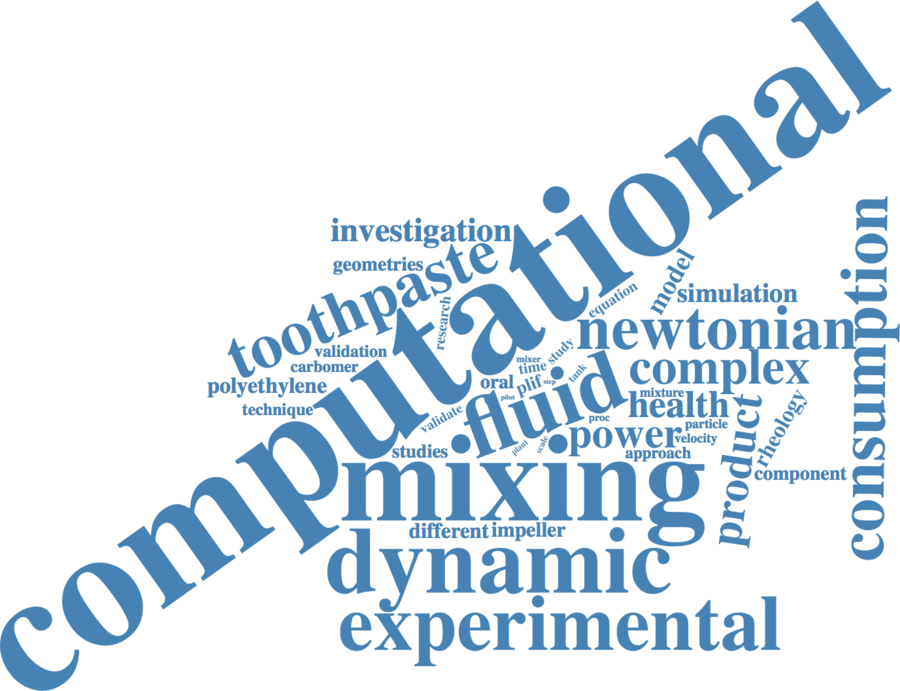 computational
investigation
geometries
toothpaste
research
model
equation
simulation
consumption
newtonian
validation
carbomer
polyethylene
technique
mixer
time
study
oral
plif
step
tank
pilot
fluid
complex
mixture
health
product
rheology
validate
proc
particle
power
velocity
studies
plant
scale
approach
component
mixing
different
impeller
dynamic
experimental